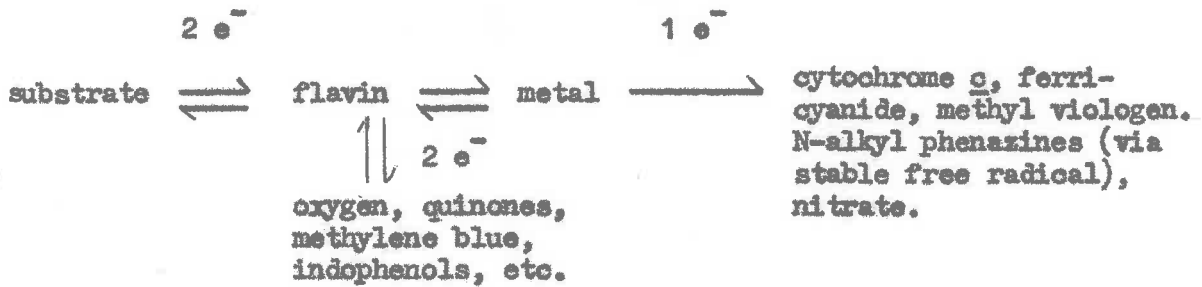 2 e⁻ 1 e⁻
substrate ⇌ flavin ⇌ metal ⟶ cytochrome c, ferri-
cyanide, methyl viologen.
N-alkyl phenazines (via
stable free radical),
nitrate.
2 e⁻
oxygen, quinones,
methylene blue,
indophenols, etc.